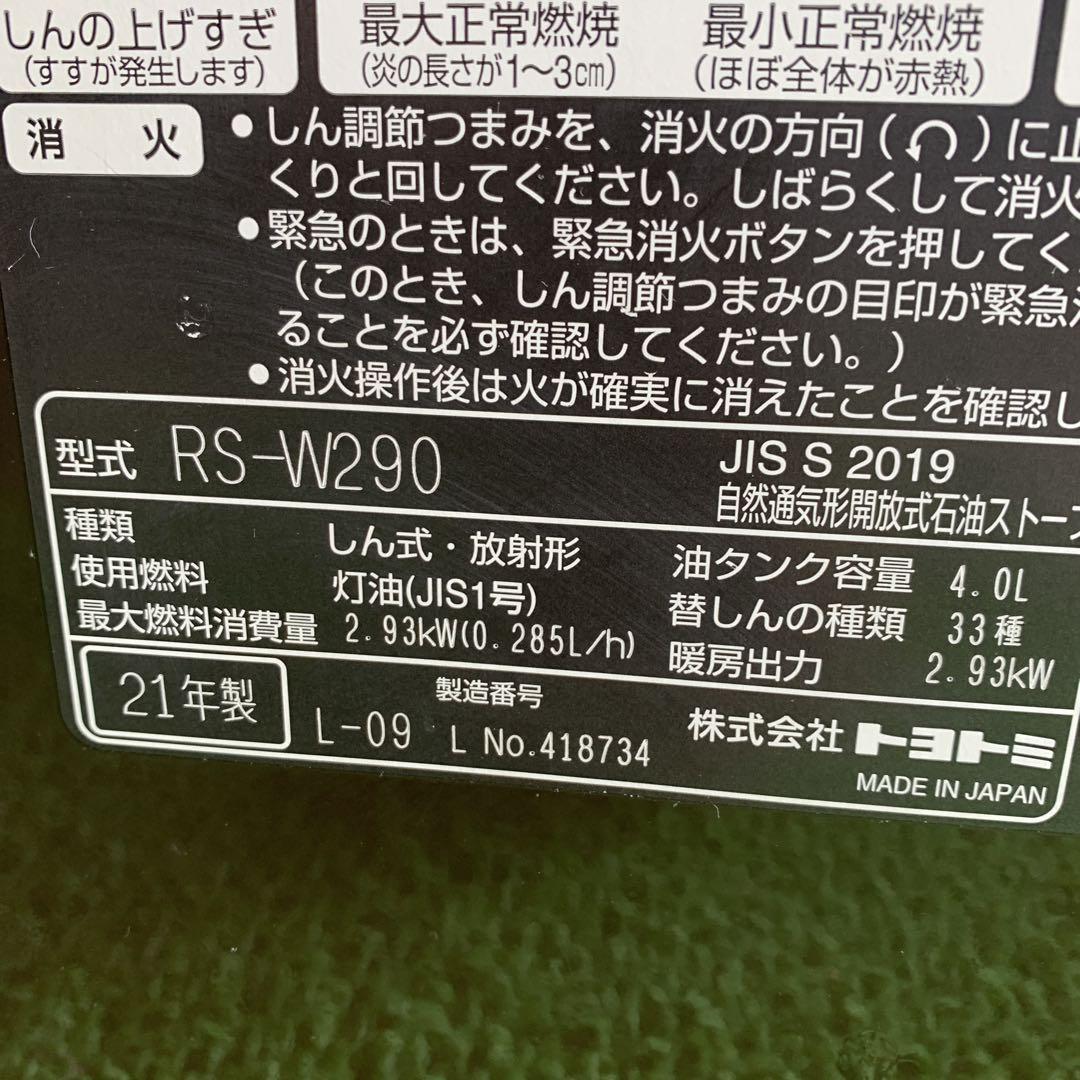 しんの上げすぎ
(すすが発生します)
最大正常燃焼
(炎の長さが1〜3cm)
最小正常燃焼
(ほぼ全体が赤熱)
消 火
●しん調節つまみを、消火の方向( )に止
くりと回してください。しばらくして消火
●緊急のときは、緊急消火ボタンを押してく
(このとき、しん調節つまみの目印が緊急
ることを必ず確認してください。)
●消火操作後は火が確実に消えたことを確認し
型式 RS-W290
JIS S 2019
自然通気形開放式石油ストーブ
種類 しん式・放射形
使用燃料 灯油(JIS1号)
最大燃料消費量 2.93kW(0.285L/h)
油タンク容量 4.0L
替しんの種類 33種
暖房出力 2.93kW
21年製
製造番号
L-09 L No.418734
株式会社トヨトミ
MADE IN JAPAN